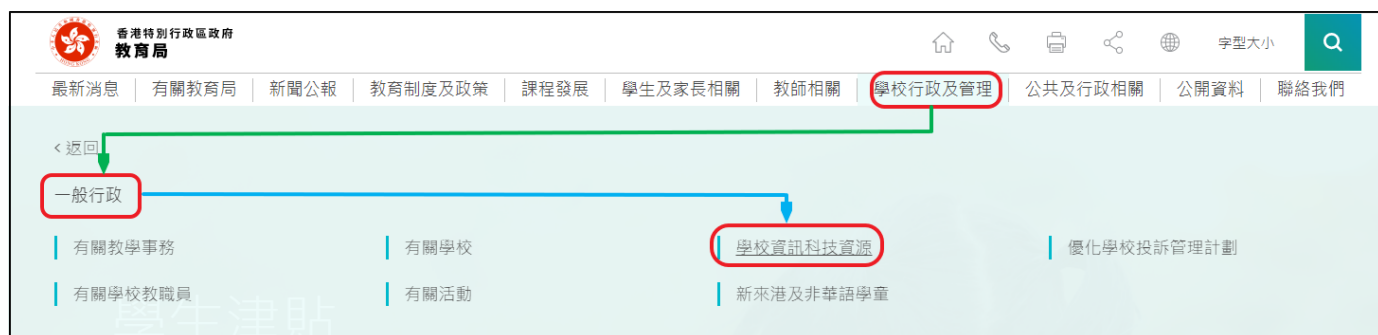 香港特別行政區政府
教育局
字型大小
最新消息 有關教育局 新聞公報 教育制度及政策 課程發展 學生及家長相關 教師相關 學校行政及管理 公共及行政相關 公開資料 聯絡我們
< 返回
一般行政
有關教學事務 有關學校 學校資訊科技資源 優化學校投訴管理計劃
有關學校教職員 有關活動 新來港及非華語學童
學生津貼